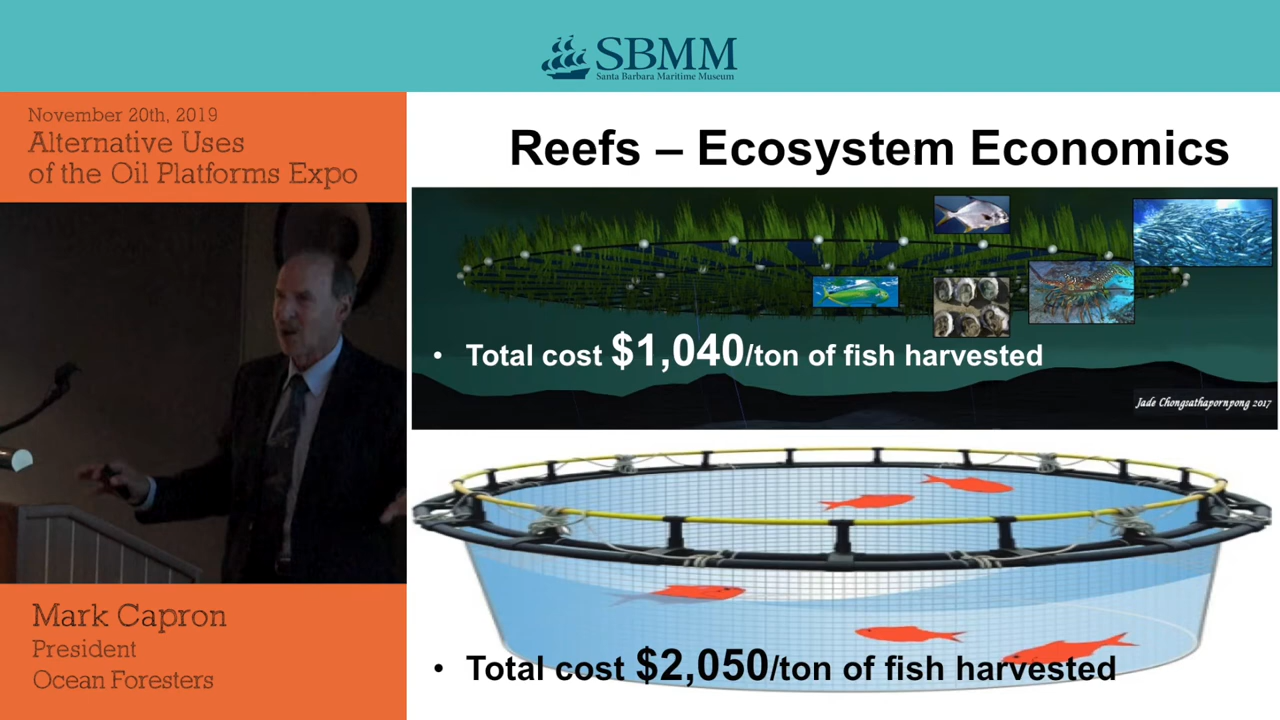 SBMM
Santa Barbara Maritime Museum
November 20th, 2019
Alternative Uses
of the Oil Platforms Expo
Mark Capron
President
Ocean Foresters
Reefs – Ecosystem Economics
• Total cost $1,040/ton of fish harvested
Jade Chongsathapornpong 2017
• Total cost $2,050/ton of fish harvested